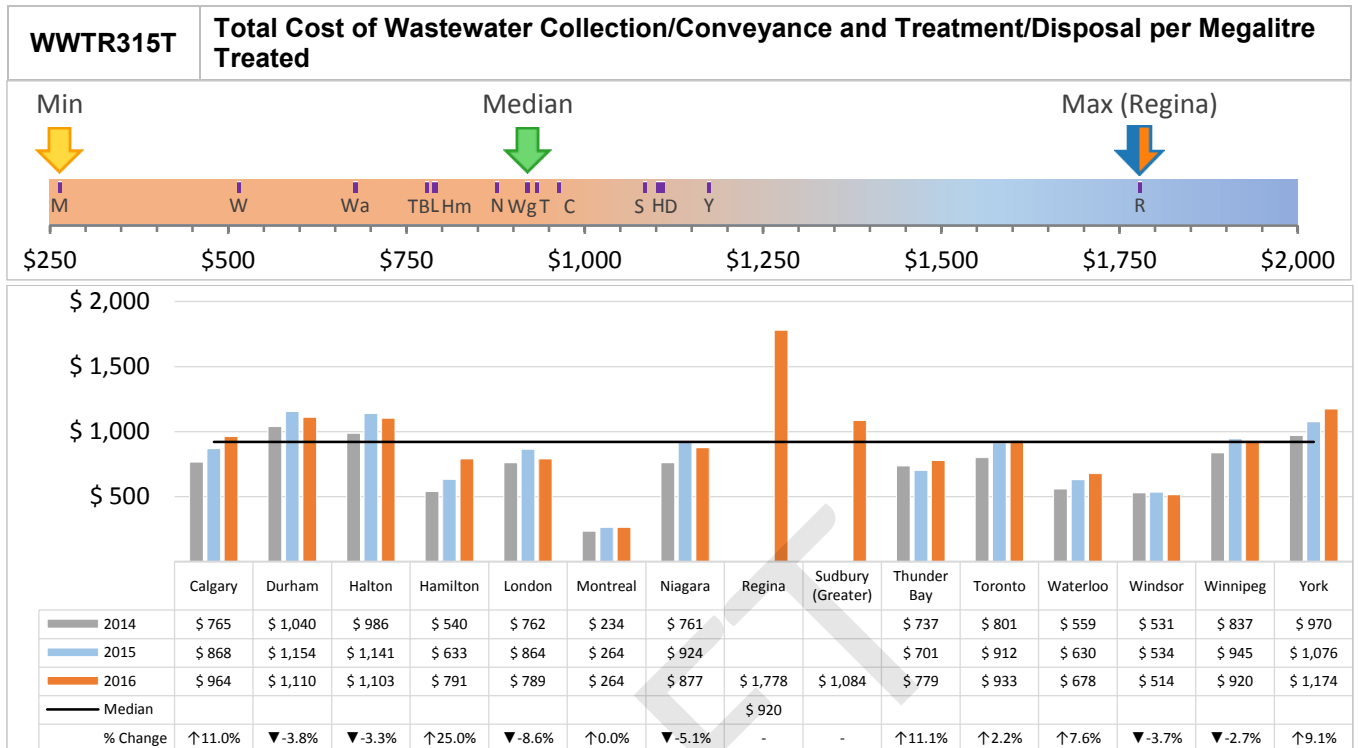 WWTR315T
Total Cost of Wastewater Collection/Conveyance and Treatment/Disposal per Megalitre
Treated
Min Median Max (Regina)
M W Wa TB L Hm N Wg T C S H D Y R
$250 $500 $750 $1,000 $1,250 $1,500 $1,750 $2,000
$ 2,000
$ 1,500
$ 1,000
$ 500
Calgary Durham Halton Hamilton London Montreal Niagara Regina Sudbury (Greater) Thunder Bay Toronto Waterloo Windsor Winnipeg York
2014 $ 765 $ 1,040 $ 986 $ 540 $ 762 $ 234 $ 761 $ 737 $ 801 $ 559 $ 531 $ 837 $ 970
2015 $ 868 $ 1,154 $ 1,141 $ 633 $ 864 $ 264 $ 924 $ 701 $ 912 $ 630 $ 534 $ 945 $ 1,076
2016 $ 964 $ 1,110 $ 1,103 $ 791 $ 789 $ 264 $ 877 $ 1,778 $ 1,084 $ 779 $ 933 $ 678 $ 514 $ 920 $ 1,174
Median $ 920
% Change ↑11.0% ▼-3.8% ▼-3.3% ↑25.0% ▼-8.6% ↑0.0% ▼-5.1% - - ↑11.1% ↑2.2% ↑7.6% ▼-3.7% ▼-2.7% ↑9.1%